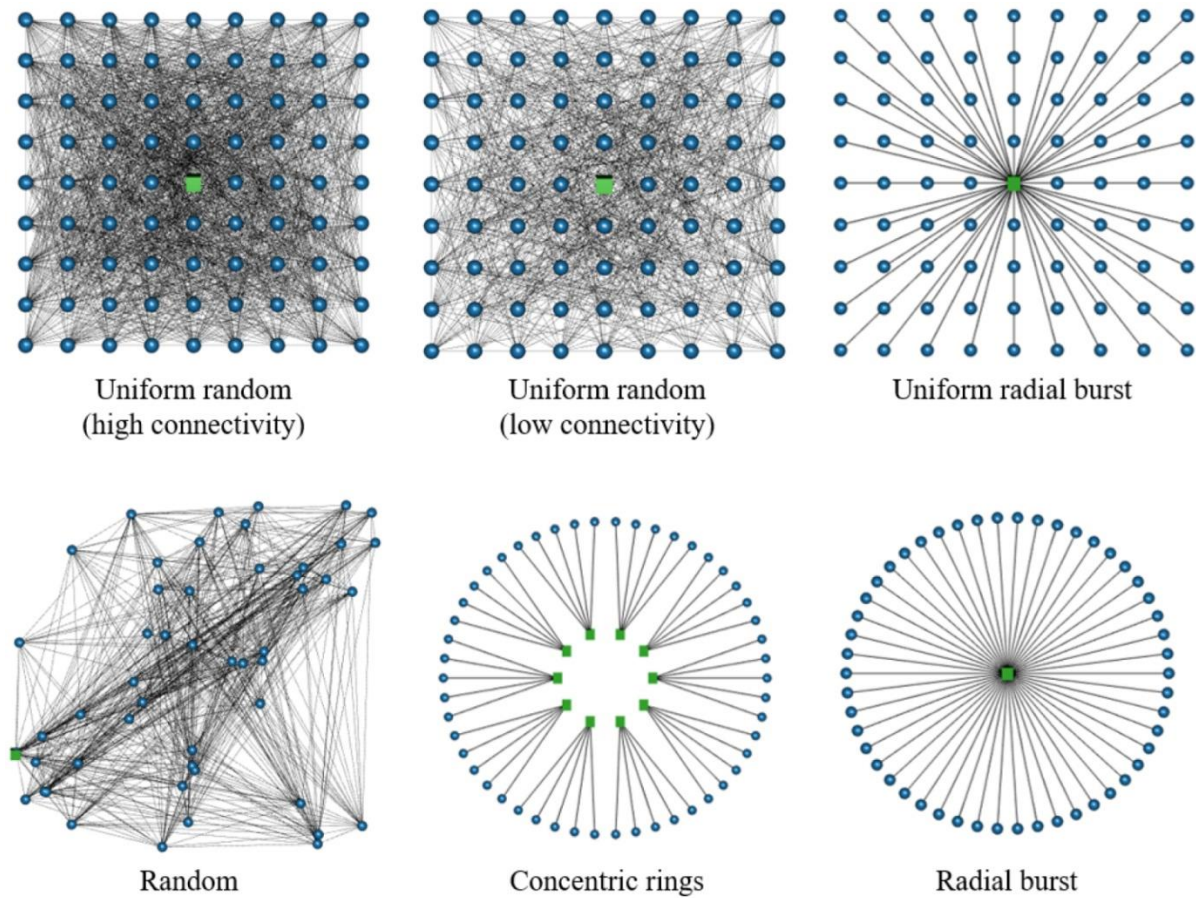 Uniform random
(high connectivity)
Uniform random
(low connectivity)
Uniform radial burst
Random
Concentric rings
Radial burst